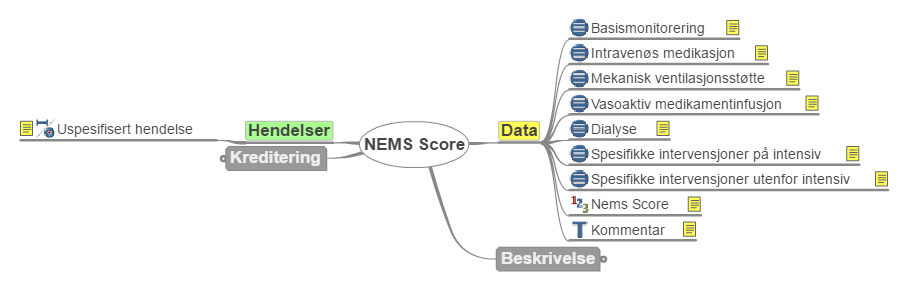 Basismonitorering
Intravenøs medikasjon
Mekanisk ventilasjonsstøtte
Vasoaktiv medikamentinfusjon
Uspesifisert hendelse
Hendelser
Data
Dialyse
NEMS Score
Kreditering
Spesifikke intervensjoner på intensiv
Spesifikke intervensjoner utenfor intensiv
123 Nems Score
T Kommentar
Beskrivelse